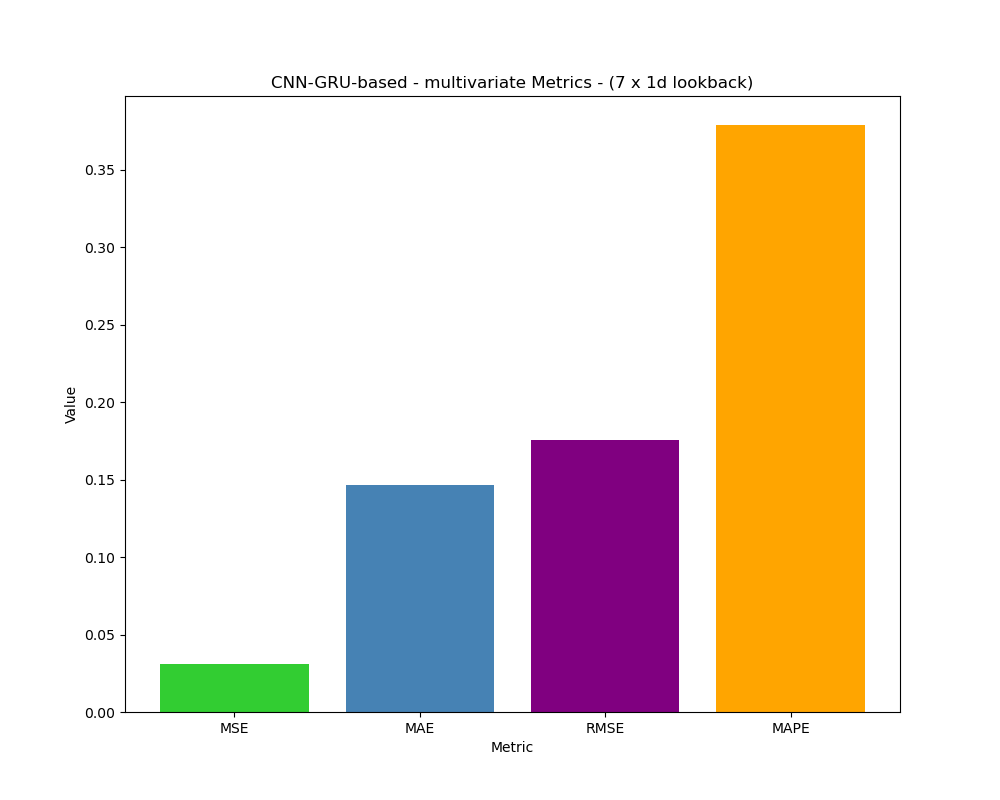 CNN-GRU-based - multivariate Metrics - (7 x 1d lookback)
0.35
0.30
0.25
0.20
0.15
0.10
0.05
0.00
Value
MSE MAE RMSE MAPE
Metric